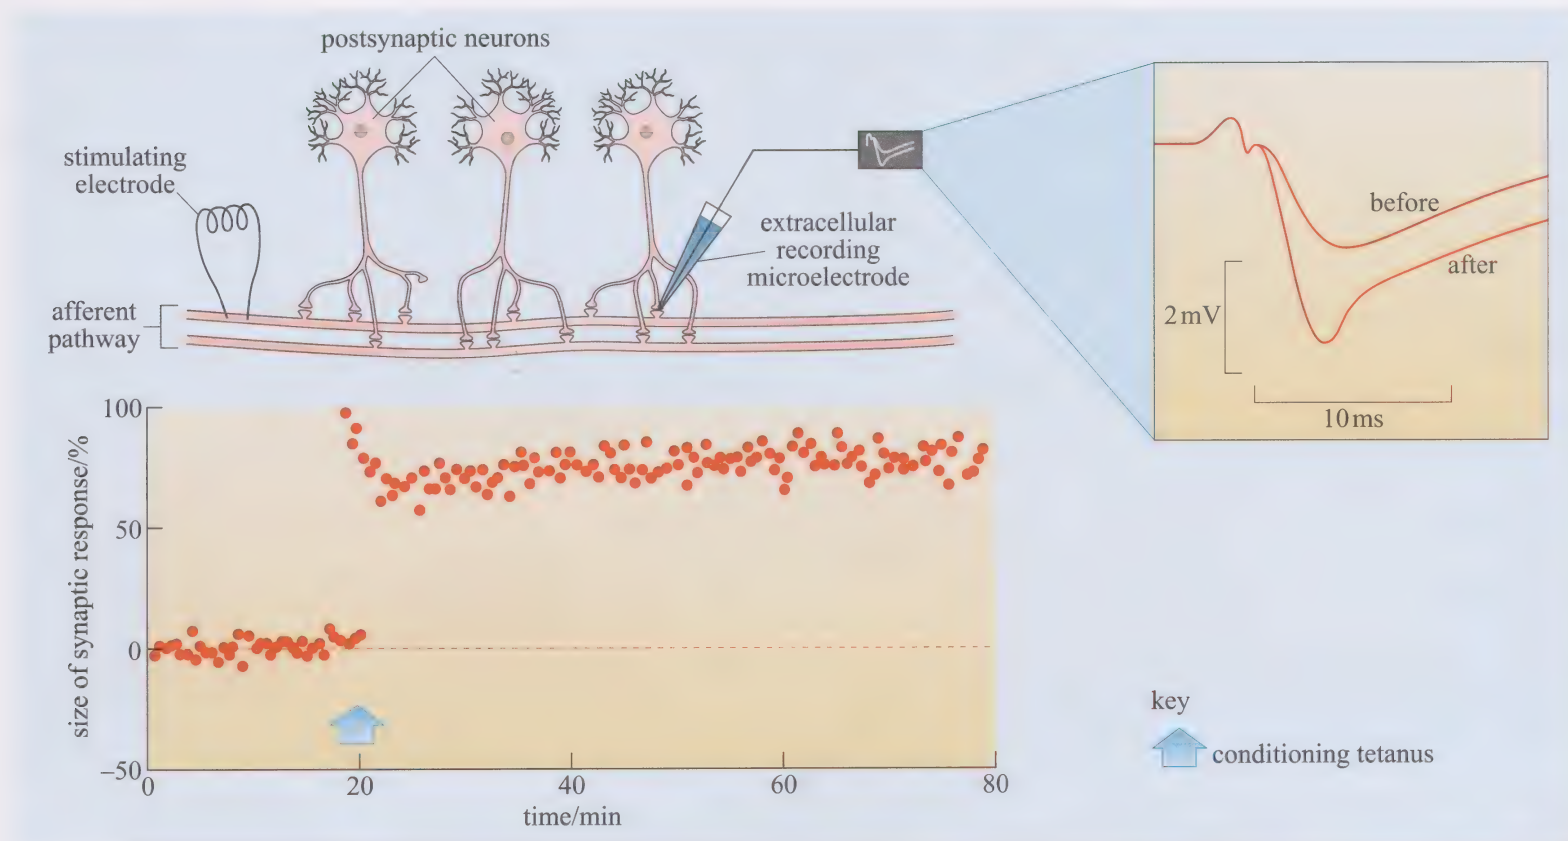 postsynaptic neurons
stimulating
electrode
afferent
pathway
extracellular
recording
microelectrode
before
after
2 mV
10 ms
size of synaptic response/%
100
50
0
–50
0
20
40
60
80
time/min
key
conditioning tetanus